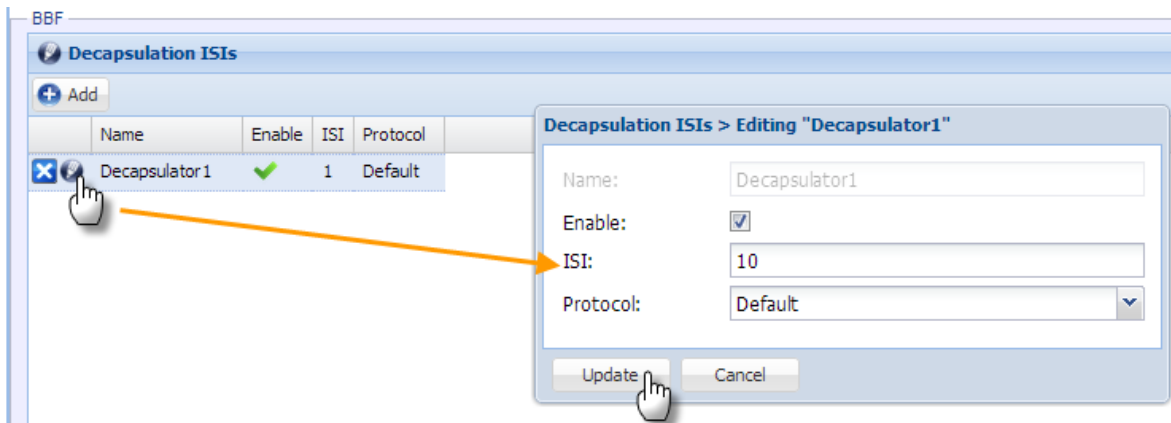 BBF
Decapsulation ISIs
Add
Name Enable ISI Protocol
Decapsulator1 1 Default
Decapsulation ISIs > Editing "Decapsulator1"
Name: Decapsulator1
Enable:
ISI: 10
Protocol: Default
Update Cancel